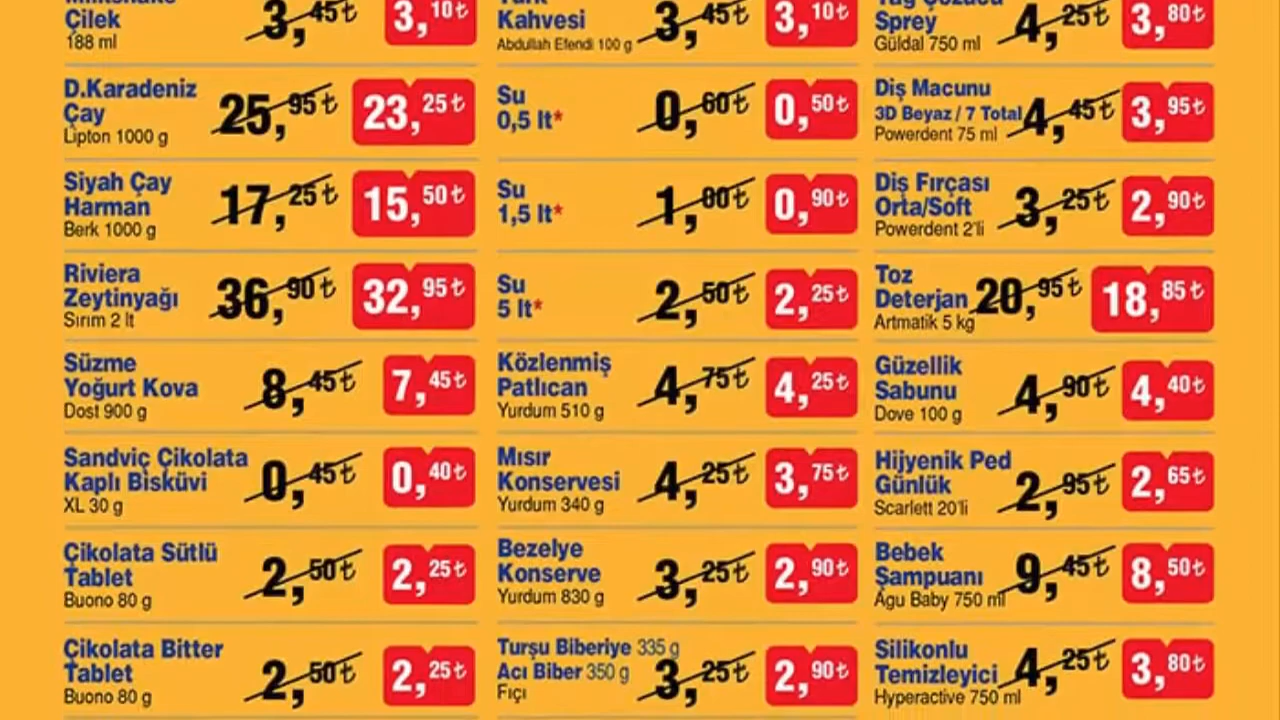 Milkshake
Çilek
188 ml
3,45₺
3,10₺
D.Karadeniz
Çay
Lipton 1000 g
25,95₺
23,25₺
Siyah Çay
Harman
Berk 1000 g
17,25₺
15,50₺
Riviera
Zeytinyağı
Sırım 2 lt
36,90₺
32,95₺
Süzme
Yoğurt Kova
Dost 900 g
8,45₺
7,45₺
Sandviç Çikolata
Kaplı Bisküvi
XL 30 g
0,45₺
0,40₺
Çikolata Sütlü
Tablet
Buono 80 g
2,50₺
2,25₺
Çikolata Bitter
Tablet
Buono 80 g
2,50₺
2,25₺
Türk
Kahvesi
Abdullah Efendi 100 g
3,45₺
3,10₺
Su
0,5 lt*
0,60₺
0,50₺
Su
1,5 lt*
1,00₺
0,90₺
Su
5 lt*
2,50₺
2,25₺
Közlenmiş
Patlıcan
Yurdum 510 g
4,75₺
4,25₺
Mısır
Konservesi
Yurdum 340 g
4,25₺
3,75₺
Bezelye
Konserve
Yurdum 830 g
3,25₺
2,90₺
Turşu Biberiye 335 g
Acı Biber 350 g
Fıçı
3,25₺
2,90₺
Yağ Çözücü
Sprey
Güldal 750 ml
4,25₺
3,80₺
Diş Macunu
3D Beyaz / 7 Total
Powerdent 75 ml
4,45₺
3,95₺
Diş Fırçası
Orta/Soft
Powerdent 2'li
3,25₺
2,90₺
Toz
Deterjan
Artmatik 5 kg
20,95₺
18,85₺
Güzellik
Sabunu
Dove 100 g
4,90₺
4,40₺
Hijyenik Ped
Günlük
Scarlett 20'li
2,95₺
2,65₺
Bebek
Şampuanı
Agu Baby 750 ml
9,45₺
8,50₺
Silikonlu
Temizleyici
Hyperactive 750 ml
4,25₺
3,80₺